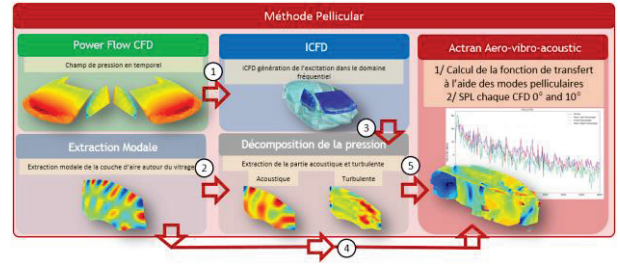 Méthode Pellicular
Power Flow CFD
Champ de pression en temporel
1
ICFD
iCFD génération de l'excitation dans le domaine
fréquentiel
Actran Aero-vibro-acoustic
1/ Calcul de la fonction de transfert
à l'aide des modes pelliculaires
2/ SPL chaque CFD 0° and 10°
3
Extraction Modale
Extraction modale de la couche d'aire autour du vitrage
2
Décomposition de la pression
Extraction de la partie acoustique et turbulente
Acoustique
Turbulente
5
4